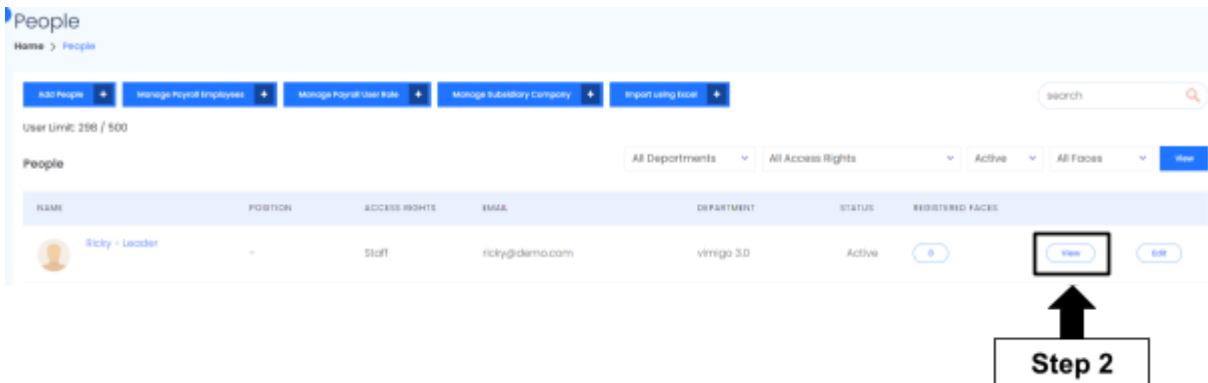 People
Home > People
Add People + Manage Payroll Employees + Manage Payroll User Role + Manage Subsidiary Company + Import using Excel + search
User Limit: 298 / 500
People All Departments All Access Rights Active All Faces View
NAME POSITION ACCESS RIGHTS EMAIL DEPARTMENT STATUS REGISTERED FACES
Ricky - Leader - Staff ricky@demo.com vimigo 3.0 Active 0 View Edit
Step 2